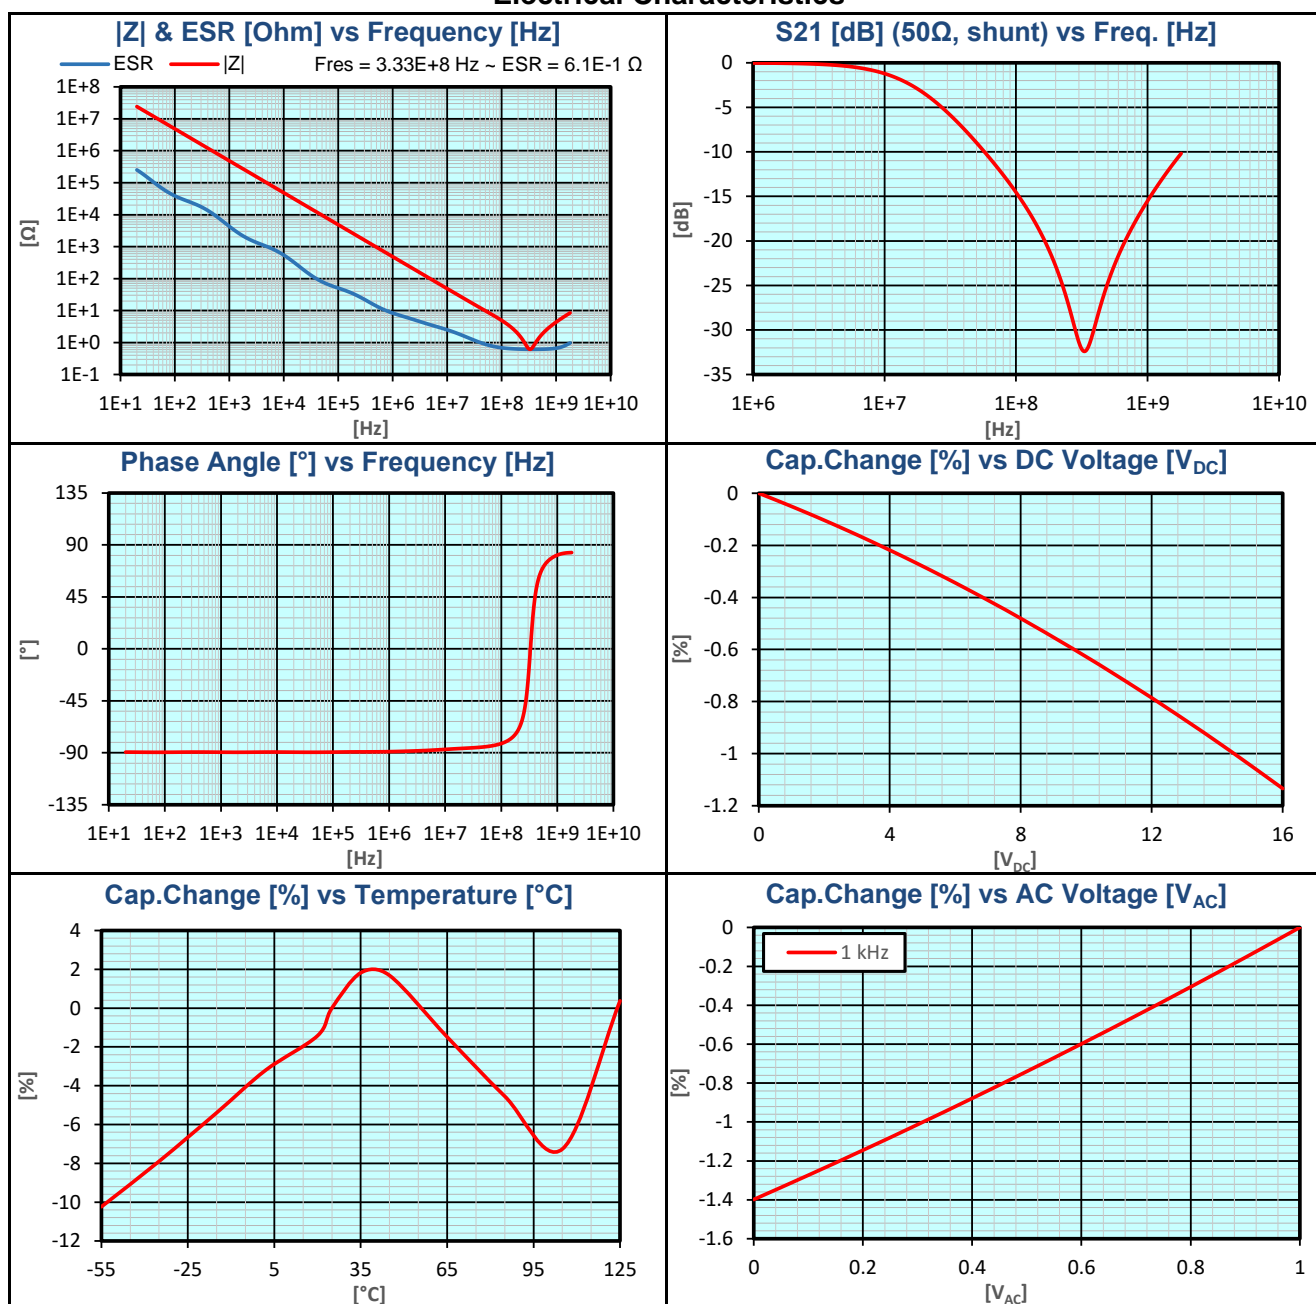 Electrical Characteristics
|Z| & ESR [Ohm] vs Frequency [Hz]
ESR |Z| Fres = 3.33E+8 Hz ~ ESR = 6.1E-1 Ω
1E+8
1E+7
1E+6
1E+5
1E+4
1E+3
1E+2
1E+1
1E+0
1E-1
[Ω]
1E+1 1E+2 1E+3 1E+4 1E+5 1E+6 1E+7 1E+8 1E+9 1E+10
[Hz]
S21 [dB] (50Ω, shunt) vs Freq. [Hz]
0
-5
-10
-15
-20
-25
-30
-35
[dB]
1E+6 1E+7 1E+8 1E+9 1E+10
[Hz]
Phase Angle [°] vs Frequency [Hz]
135
90
45
0
-45
-90
-135
[°]
1E+1 1E+2 1E+3 1E+4 1E+5 1E+6 1E+7 1E+8 1E+9 1E+10
[Hz]
Cap.Change [%] vs DC Voltage [VDC]
0
-0.2
-0.4
-0.6
-0.8
-1
-1.2
[%]
0 4 8 12 16
[VDC]
Cap.Change [%] vs Temperature [°C]
4
2
0
-2
-4
-6
-8
-10
-12
[%]
-55 -25 5 35 65 95 125
[°C]
Cap.Change [%] vs AC Voltage [VAC]
1 kHz
0
-0.2
-0.4
-0.6
-0.8
-1
-1.2
-1.4
-1.6
[%]
0 0.2 0.4 0.6 0.8 1
[VAC]